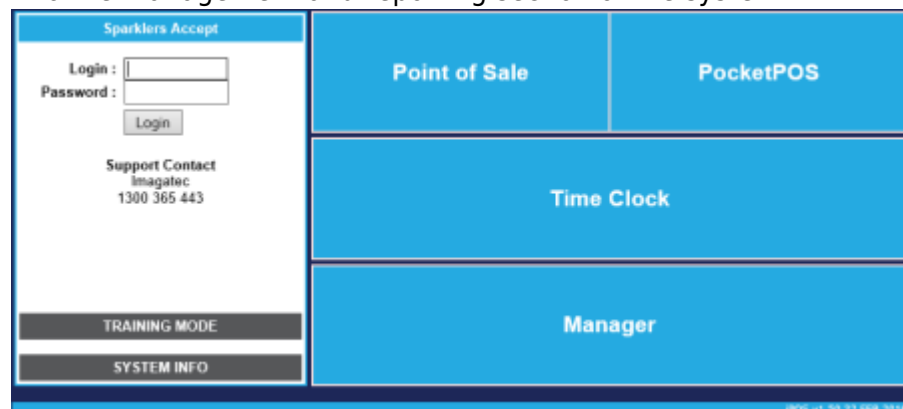 Sparklers Accept
Login :
Password :
Login
Support Contact
Imagatec
1300 365 443
TRAINING MODE
SYSTEM INFO
Point of Sale
PocketPOS
Time Clock
Manager